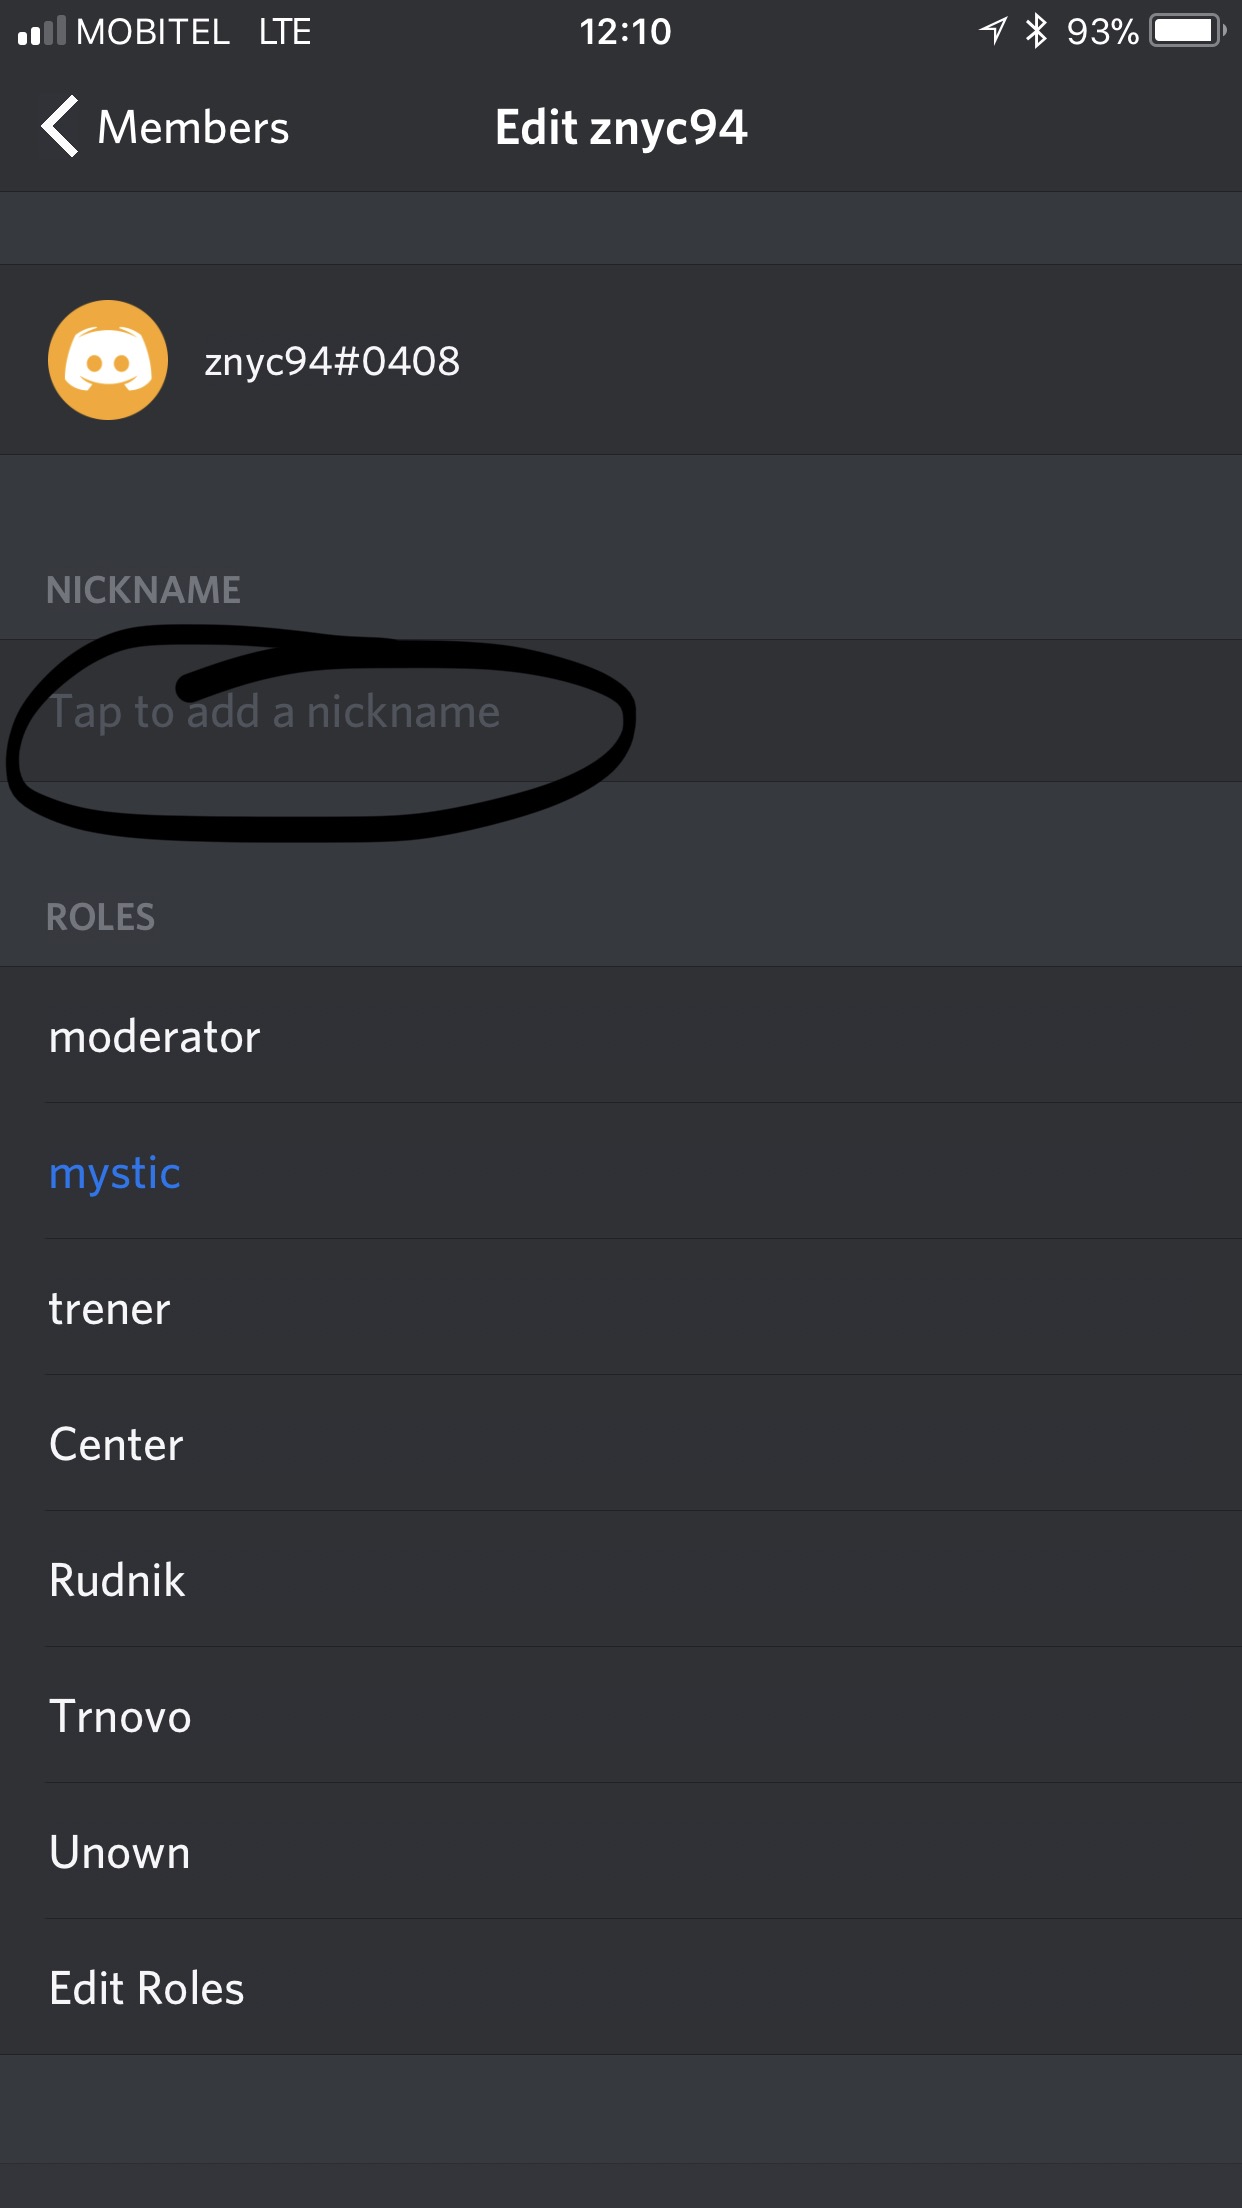 MOBITEL LTE 12:10 93%
Members Edit znyc94
znyc94#0408
NICKNAME
Tap to add a nickname
ROLES
moderator
mystic
trener
Center
Rudnik
Trnovo
Unown
Edit Roles